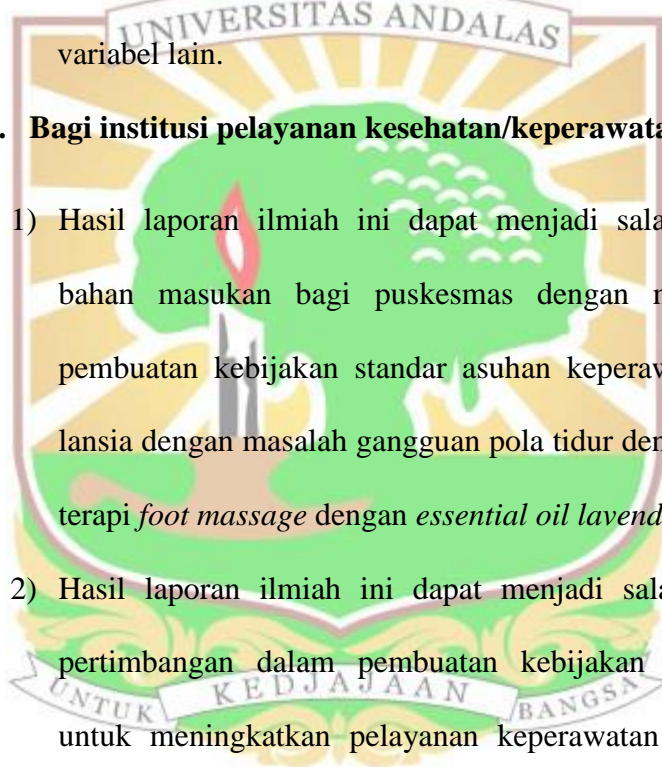 UNIVERSITAS ANDALAS
variabel lain.
. Bagi institusi pelayanan kesehatan/keperawata
1) Hasil laporan ilmiah ini dapat menjadi sala
bahan masukan bagi puskesmas dengan
pembuatan kebijakan standar asuhan keperaw
lansia dengan masalah gangguan pola tidur
terapi foot massage dengan essential oil lavend
2) Hasil laporan ilmiah ini dapat menjadi sala
pertimbangan dalam pembuatan kebijakan
untuk meningkatkan pelayanan keperawatan
UNTUK KEDJAJAAN BANGSA